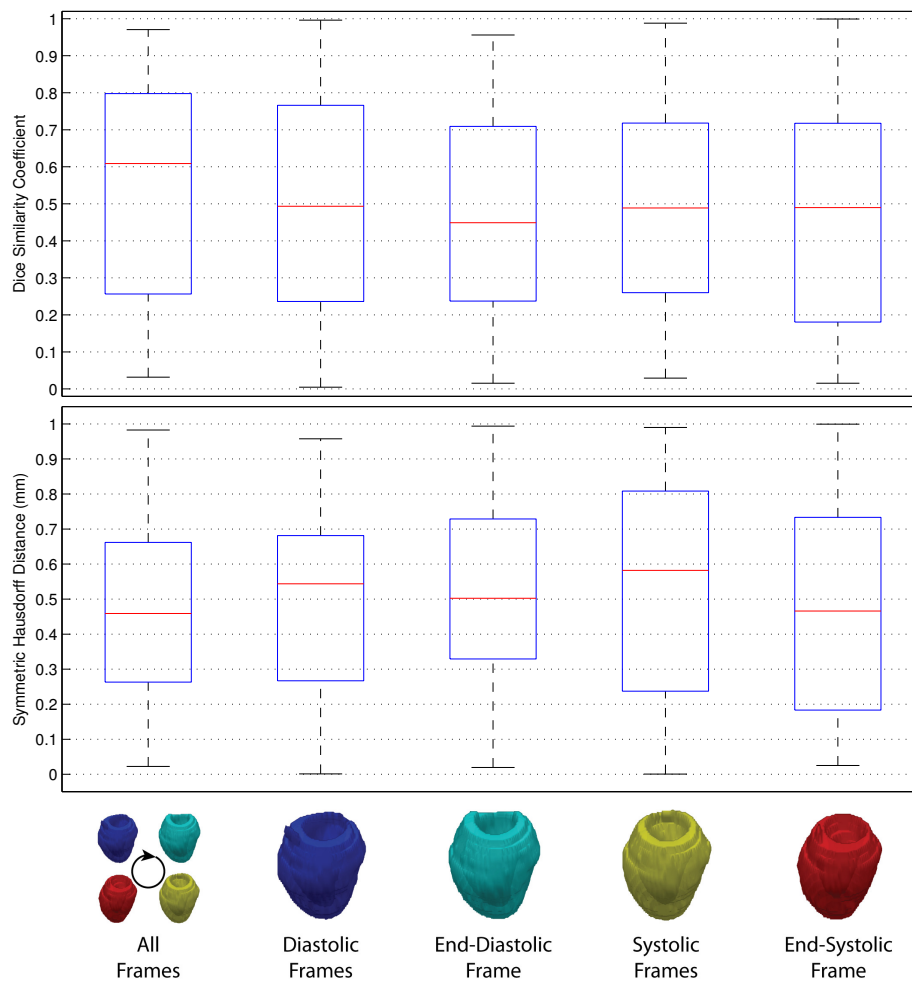 1
0.9
0.8
0.7
0.6
0.5
0.4
0.3
0.2
0.1
0
Dice Similarity Coefficient
1
0.9
0.8
0.7
0.6
0.5
0.4
0.3
0.2
0.1
0
Symmetric Hausdorff Distance (mm)
All
Frames
Diastolic
Frames
End-Diastolic
Frame
Systolic
Frames
End-Systolic
Frame